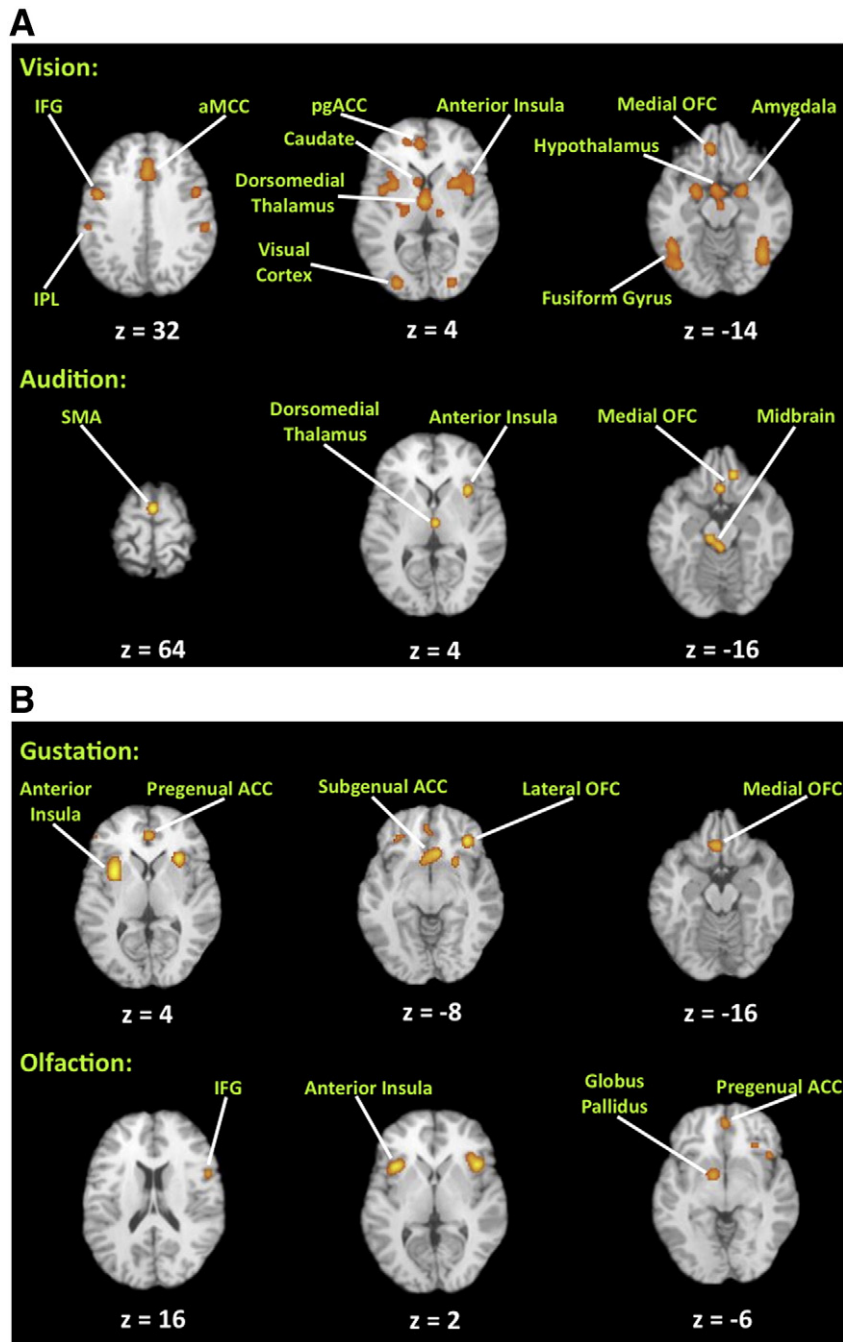 A
Vision:
IFG
aMCC
IPL
z = 32
pgACC
Anterior Insula
Caudate
Dorsomedial
Thalamus
Visual
Cortex
z = 4
Medial OFC
Amygdala
Hypothalamus
Fusiform Gyrus
z = -14
Audition:
SMA
z = 64
Dorsomedial
Thalamus
Anterior Insula
z = 4
Medial OFC
Midbrain
z = -16
B
Gustation:
Anterior
Insula
Pregenual ACC
z = 4
Subgenual ACC
Lateral OFC
z = -8
Medial OFC
z = -16
Olfaction:
IFG
z = 16
Anterior Insula
z = 2
Globus
Pallidus
Pregenual ACC
z = -6